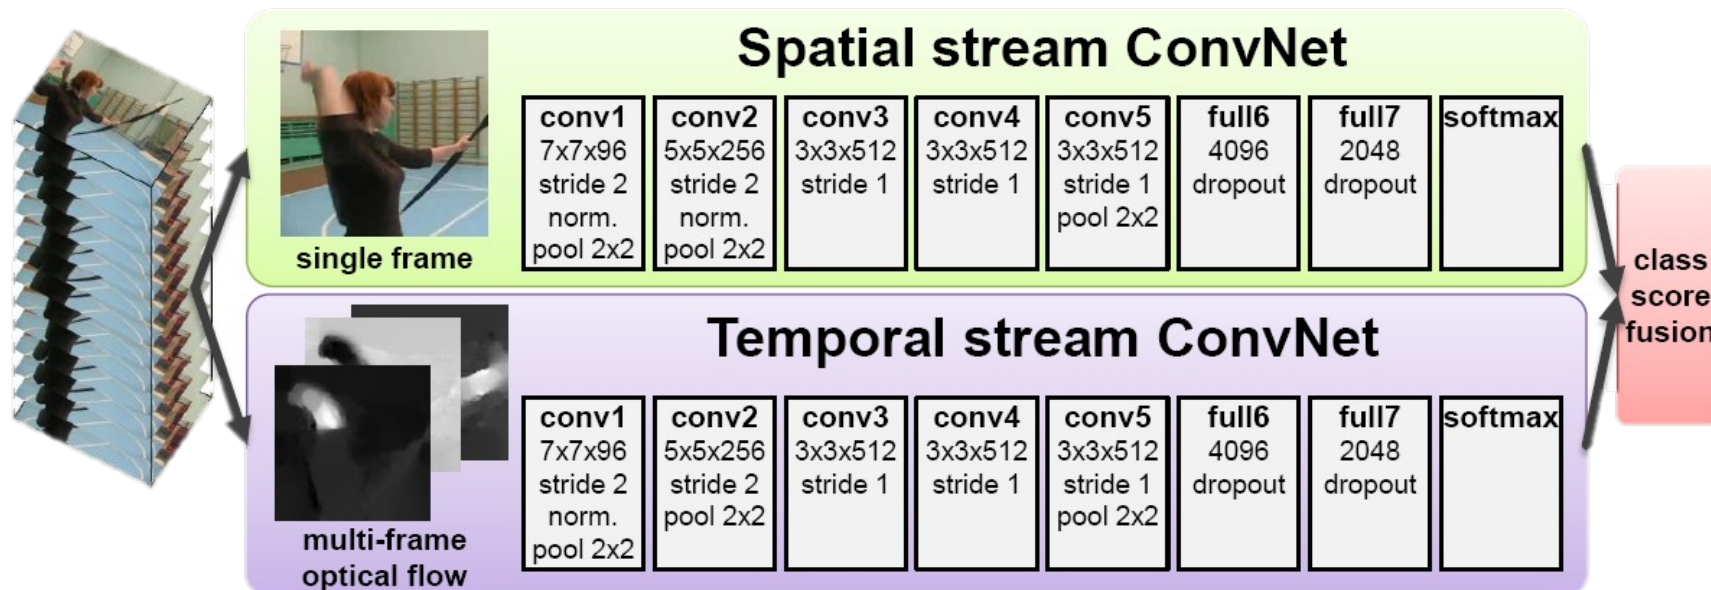 Spatial stream ConvNet
single frame
conv1
7x7x96
stride 2
norm.
pool 2x2
conv2
5x5x256
stride 2
norm.
pool 2x2
conv3
3x3x512
stride 1
conv4
3x3x512
stride 1
conv5
3x3x512
stride 1
pool 2x2
full6
4096
dropout
full7
2048
dropout
softmax
Temporal stream ConvNet
multi-frame
optical flow
conv1
7x7x96
stride 2
norm.
pool 2x2
conv2
5x5x256
stride 2
pool 2x2
conv3
3x3x512
stride 1
conv4
3x3x512
stride 1
conv5
3x3x512
stride 1
pool 2x2
full6
4096
dropout
full7
2048
dropout
softmax
class
score
fusion